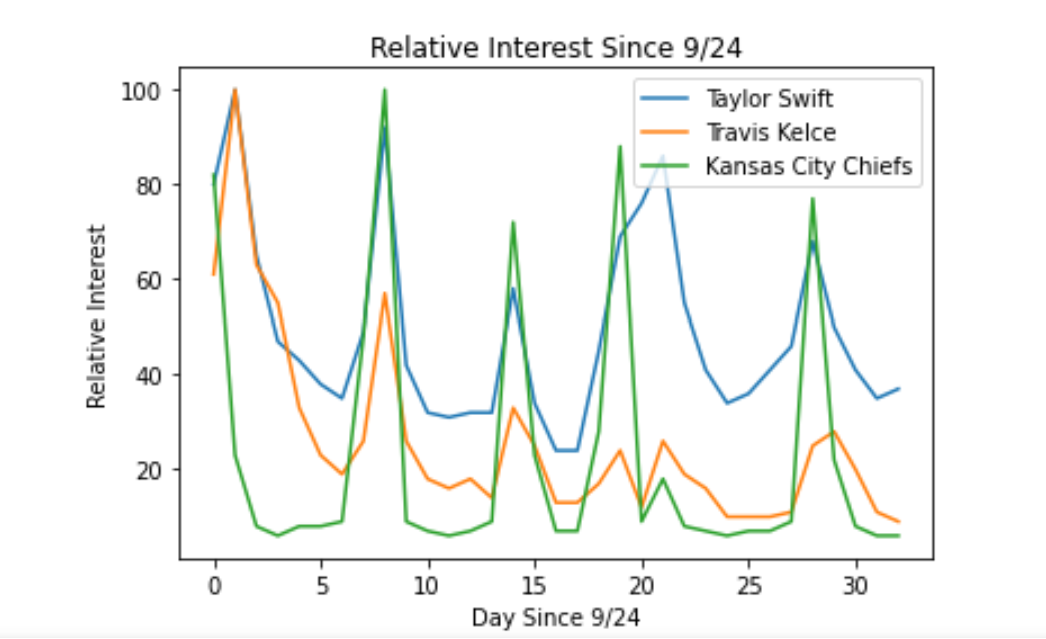 Relative Interest Since 9/24
Taylor Swift
Travis Kelce
Kansas City Chiefs
100
80
60
40
20
Relative Interest
0 5 10 15 20 25 30
Day Since 9/24